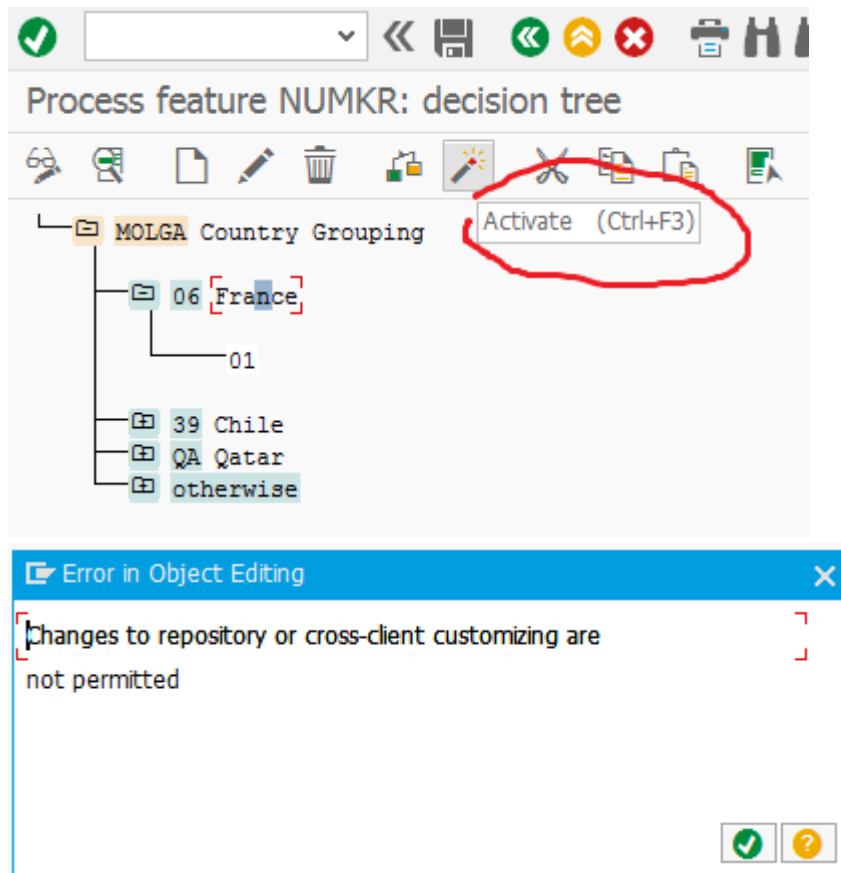 Process feature NUMKR: decision tree
Activate (Ctrl+F3)
MOLGA Country Grouping
06 France
01
39 Chile
QA Qatar
otherwise
Error in Object Editing
Changes to repository or cross-client customizing are
not permitted